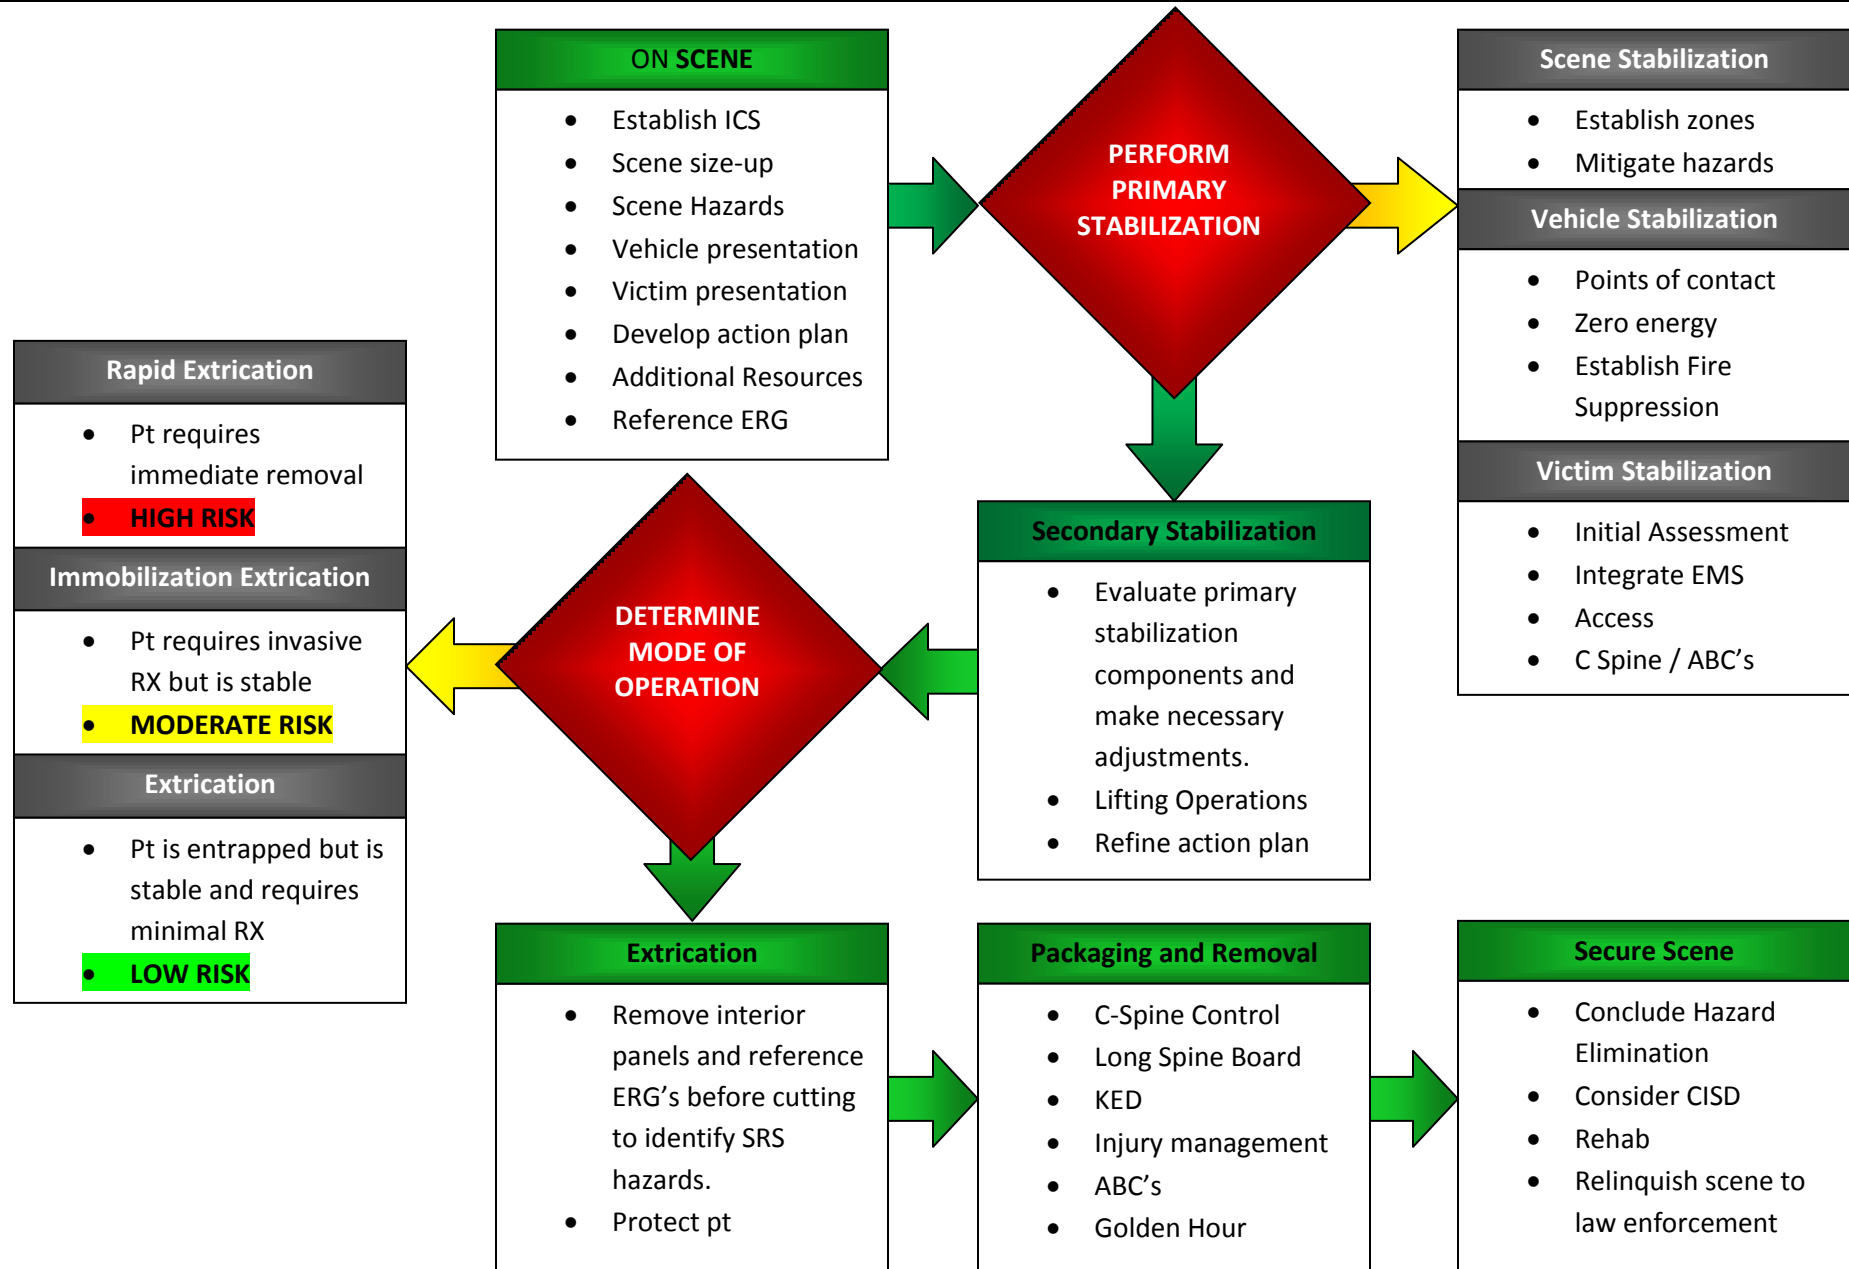 ON SCENE
• Establish ICS
• Scene size-up
• Scene Hazards
• Vehicle presentation
• Victim presentation
• Develop action plan
• Additional Resources
• Reference ERG
PERFORM
PRIMARY
STABILIZATION
Scene Stabilization
• Establish zones
• Mitigate hazards
Vehicle Stabilization
• Points of contact
• Zero energy
• Establish Fire
Suppression
Victim Stabilization
• Initial Assessment
• Integrate EMS
• Access
• C Spine / ABC’s
Secondary Stabilization
• Evaluate primary
stabilization
components and
make necessary
adjustments.
• Lifting Operations
• Refine action plan
DETERMINE
MODE OF
OPERATION
Rapid Extrication
• Pt requires
immediate removal
• HIGH RISK
Immobilization Extrication
• Pt requires invasive
RX but is stable
• MODERATE RISK
Extrication
• Pt is entrapped but is
stable and requires
minimal RX
• LOW RISK
Extrication
• Remove interior
panels and reference
ERG’s before cutting
to identify SRS
hazards.
• Protect pt
Packaging and Removal
• C-Spine Control
• Long Spine Board
• KED
• Injury management
• ABC’s
• Golden Hour
Secure Scene
• Conclude Hazard
Elimination
• Consider CISD
• Rehab
• Relinquish scene to
law enforcement